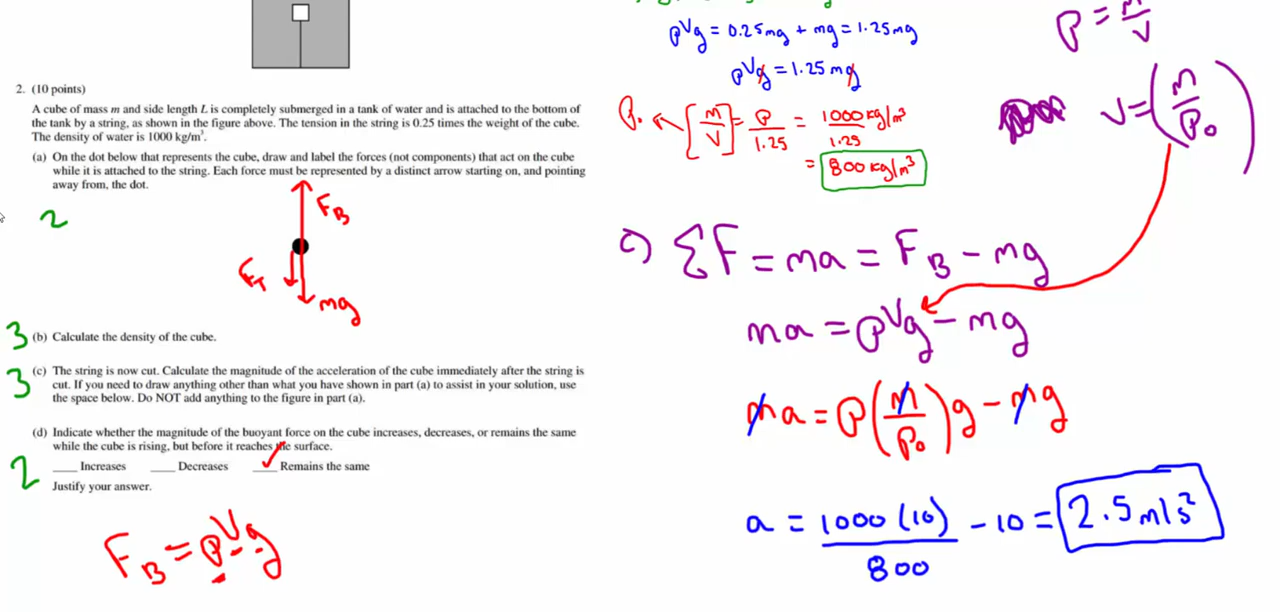 2. (10 points)
A cube of mass m and side length L is completely submerged in a tank of water and is attached to the bottom of
the tank by a string, as shown in the figure above. The tension in the string is 0.25 times the weight of the cube.
The density of water is 1000 kg/m³.
(a) On the dot below that represents the cube, draw and label the forces (not components) that act on the cube
while it is attached to the string. Each force must be represented by a distinct arrow starting on, and pointing
away from, the dot.
2
F_B
F_T
mg
3 (b) Calculate the density of the cube.
3 (c) The string is now cut. Calculate the magnitude of the acceleration of the cube immediately after the string is
cut. If you need to draw anything other than what you have shown in part (a) to assist in your solution, use
the space below. Do NOT add anything to the figure in part (a).
(d) Indicate whether the magnitude of the buoyant force on the cube increases, decreases, or remains the same
while the cube is rising, but before it reaches the surface.
2 ____ Increases ____ Decreases ____ ✓ Remains the same
Justify your answer.
F_B = ρVg
ρVg = 0.25mg + mg = 1.25mg
ρVg = 1.25mg
ρ₀ [m/V] = ρ/1.25 = 1000 kg/m³/1.25
= 800 kg/m³
ρ = m/V
V = (m/ρ₀)
c) ΣF = ma = F_B - mg
ma = ρVg - mg
ma = ρ(m/ρ₀)g - mg
a = 1000(10)/800 - 10 = 2.5 m/s²